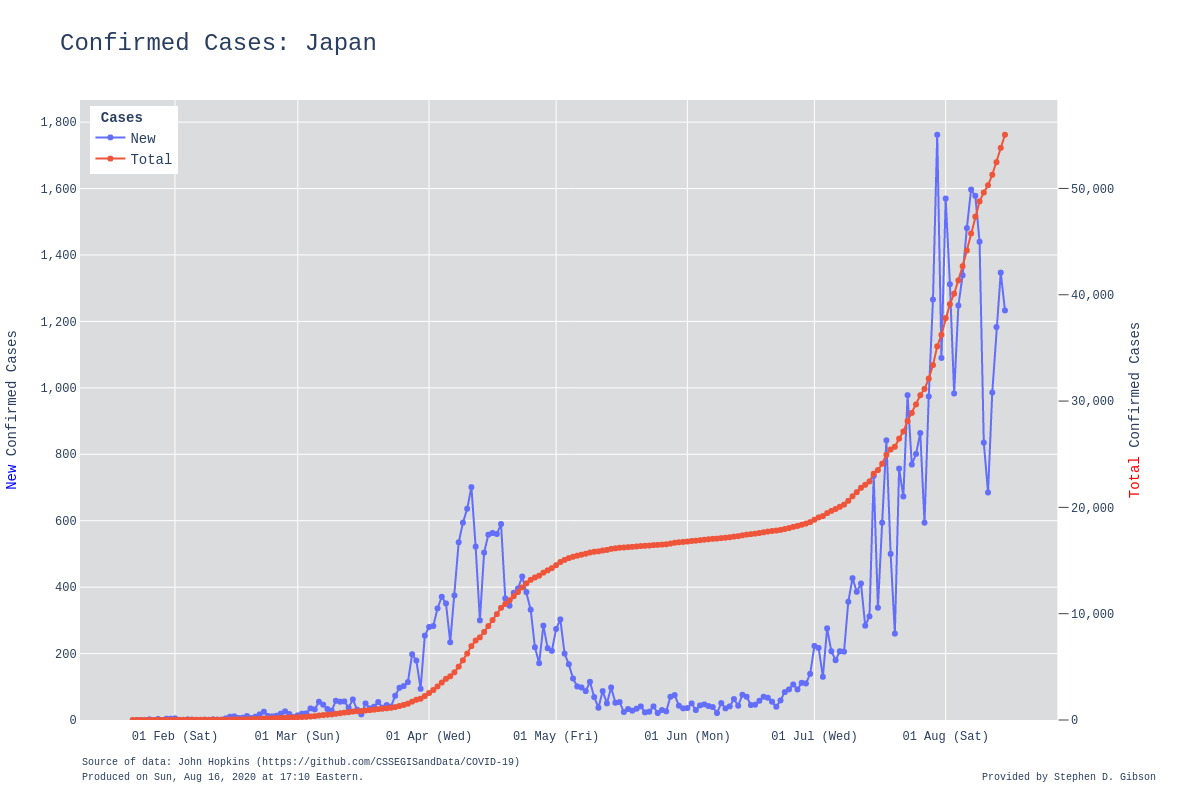 Confirmed Cases: Japan
Cases
New
Total
1,800
1,600
1,400
1,200
1,000
800
600
400
200
0
50,000
40,000
30,000
20,000
10,000
0
New Confirmed Cases
Total Confirmed Cases
01 Feb (Sat) 01 Mar (Sun) 01 Apr (Wed) 01 May (Fri) 01 Jun (Mon) 01 Jul (Wed) 01 Aug (Sat)
Source of data: John Hopkins (https://github.com/CSSEGISandData/COVID-19)
Produced on Sun, Aug 16, 2020 at 17:10 Eastern.
Provided by Stephen D. Gibson